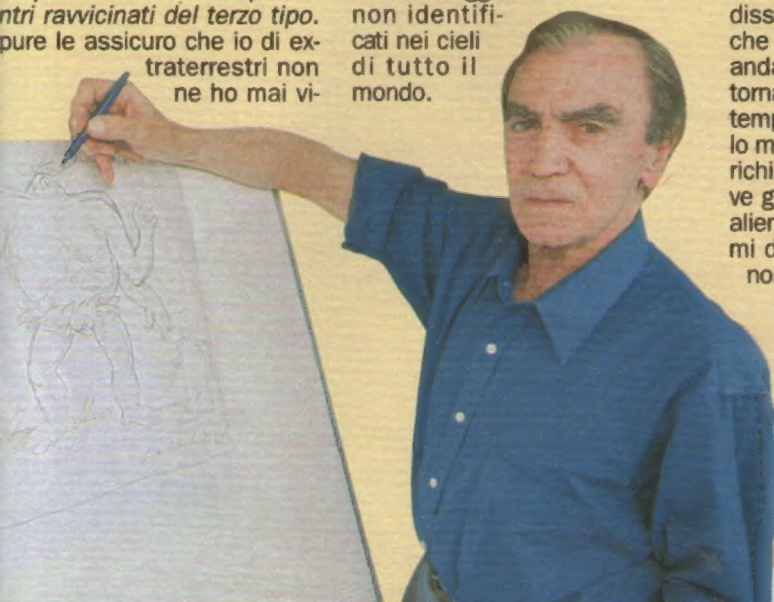 ntri ravvicinati del terzo tipo.
pure le assicuro che io di ex-
traterrestri non
ne ho mai vi-
non identifi-
cati nei cieli
di tutto il
mondo.
diss
che
anda
torna
temp
lo m
richi
ve g
alier
mi d
no